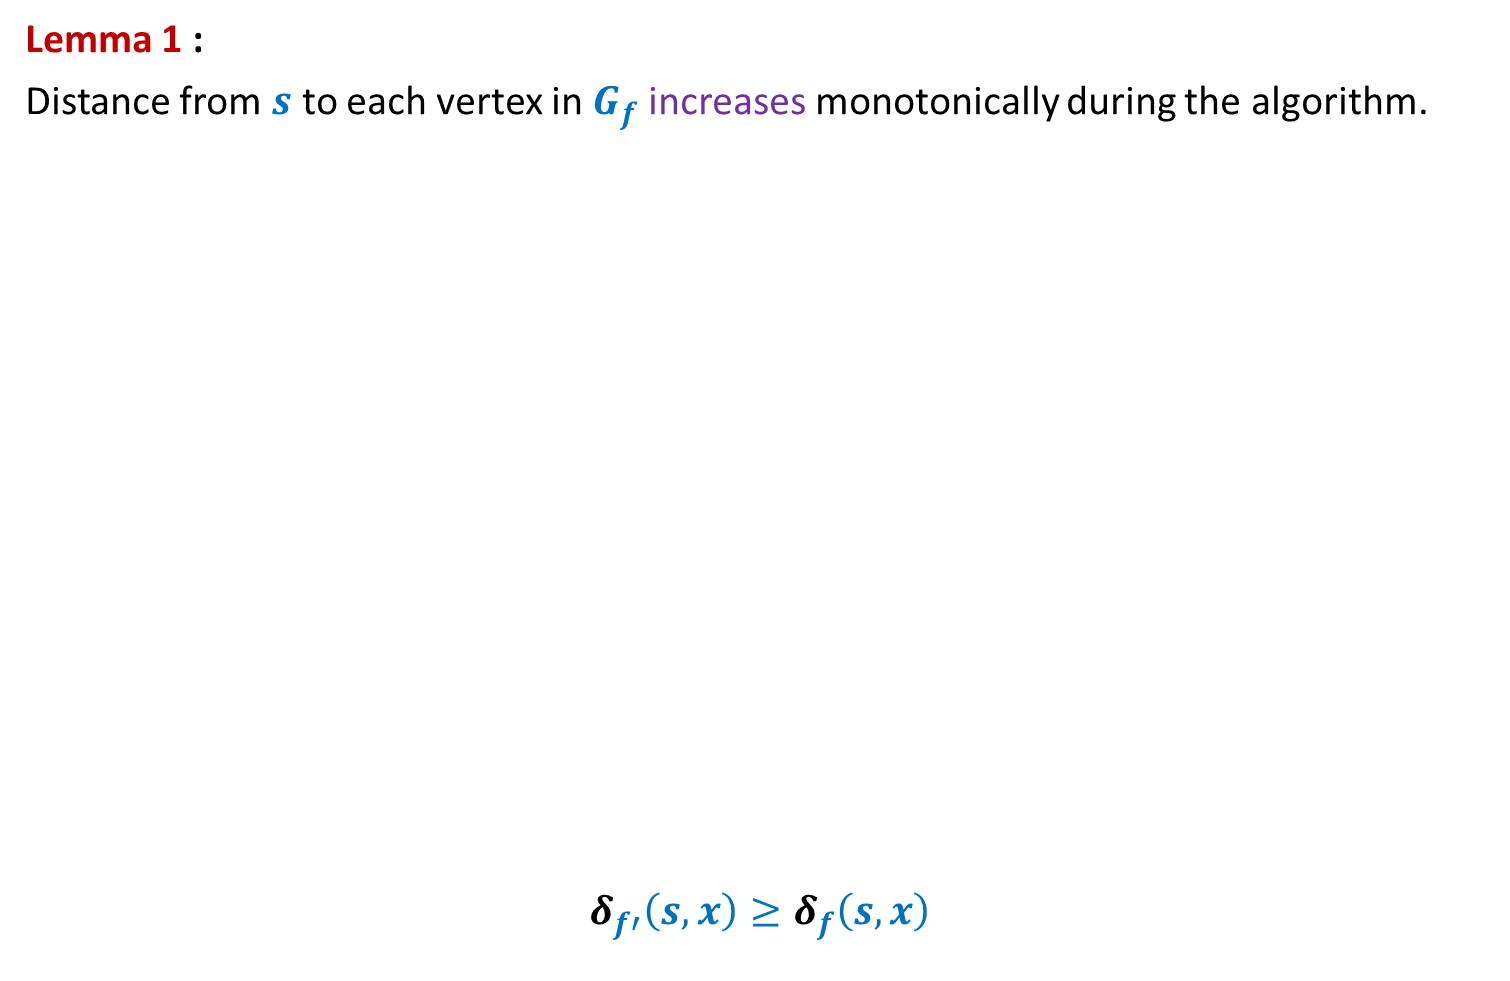 Lemma 1 :
Distance from s to each vertex in G_f increases monotonically during the algorithm.
δ_f′(s, x) ≥ δ_f(s, x)